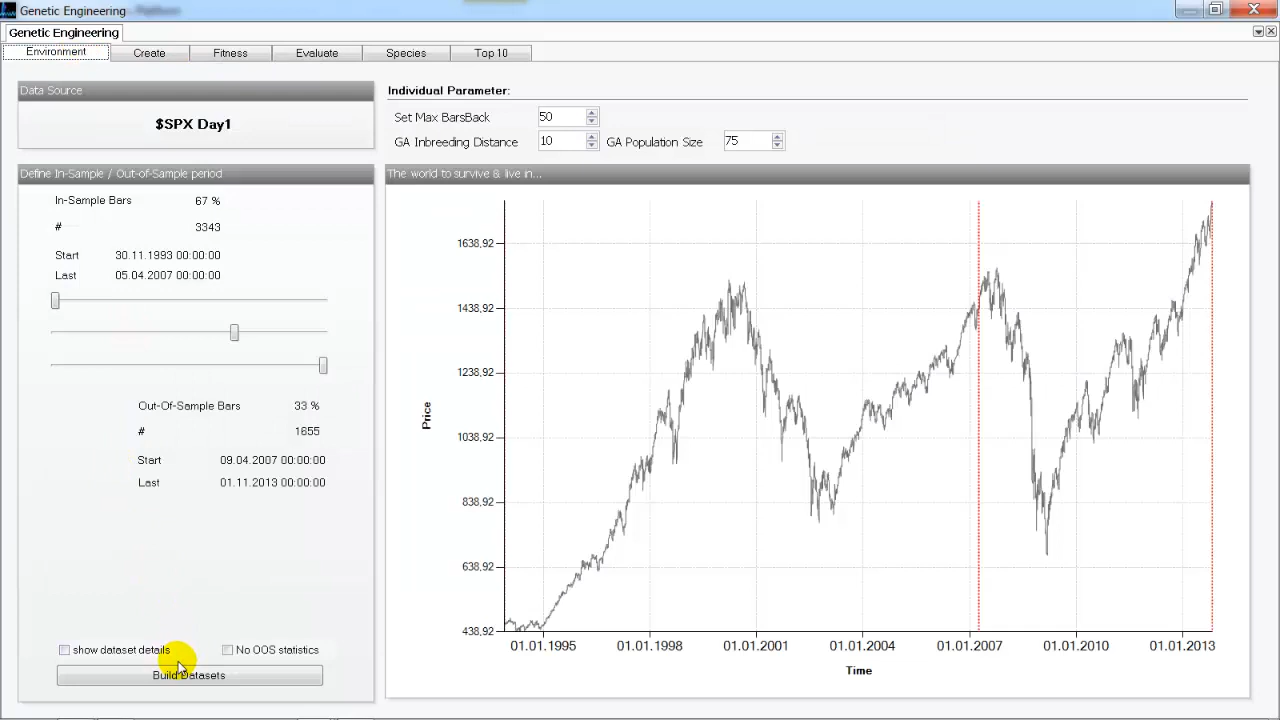 Genetic Engineering
Genetic Engineering
Environment Create Fitness Evaluate Species Top 10
Data Source
$SPX Day1
Individual Parameter:
Set Max BarsBack 50
GA Inbreeding Distance 10 GA Population Size 75
Define In-Sample / Out-of-Sample period
In-Sample Bars 67 %
# 3343
Start 30.11.1993 00:00:00
Last 05.04.2007 00:00:00
Out-Of-Sample Bars 33 %
# 1655
Start 09.04.2007 00:00:00
Last 01.11.2013 00:00:00
show dataset details No OOS statistics
Build Datasets
The world to survive & live in...
Price
1638,92
1438,92
1238,92
1038,92
838,92
638,92
438,92
01.01.1995 01.01.1998 01.01.2001 01.01.2004 01.01.2007 01.01.2010 01.01.2013
Time